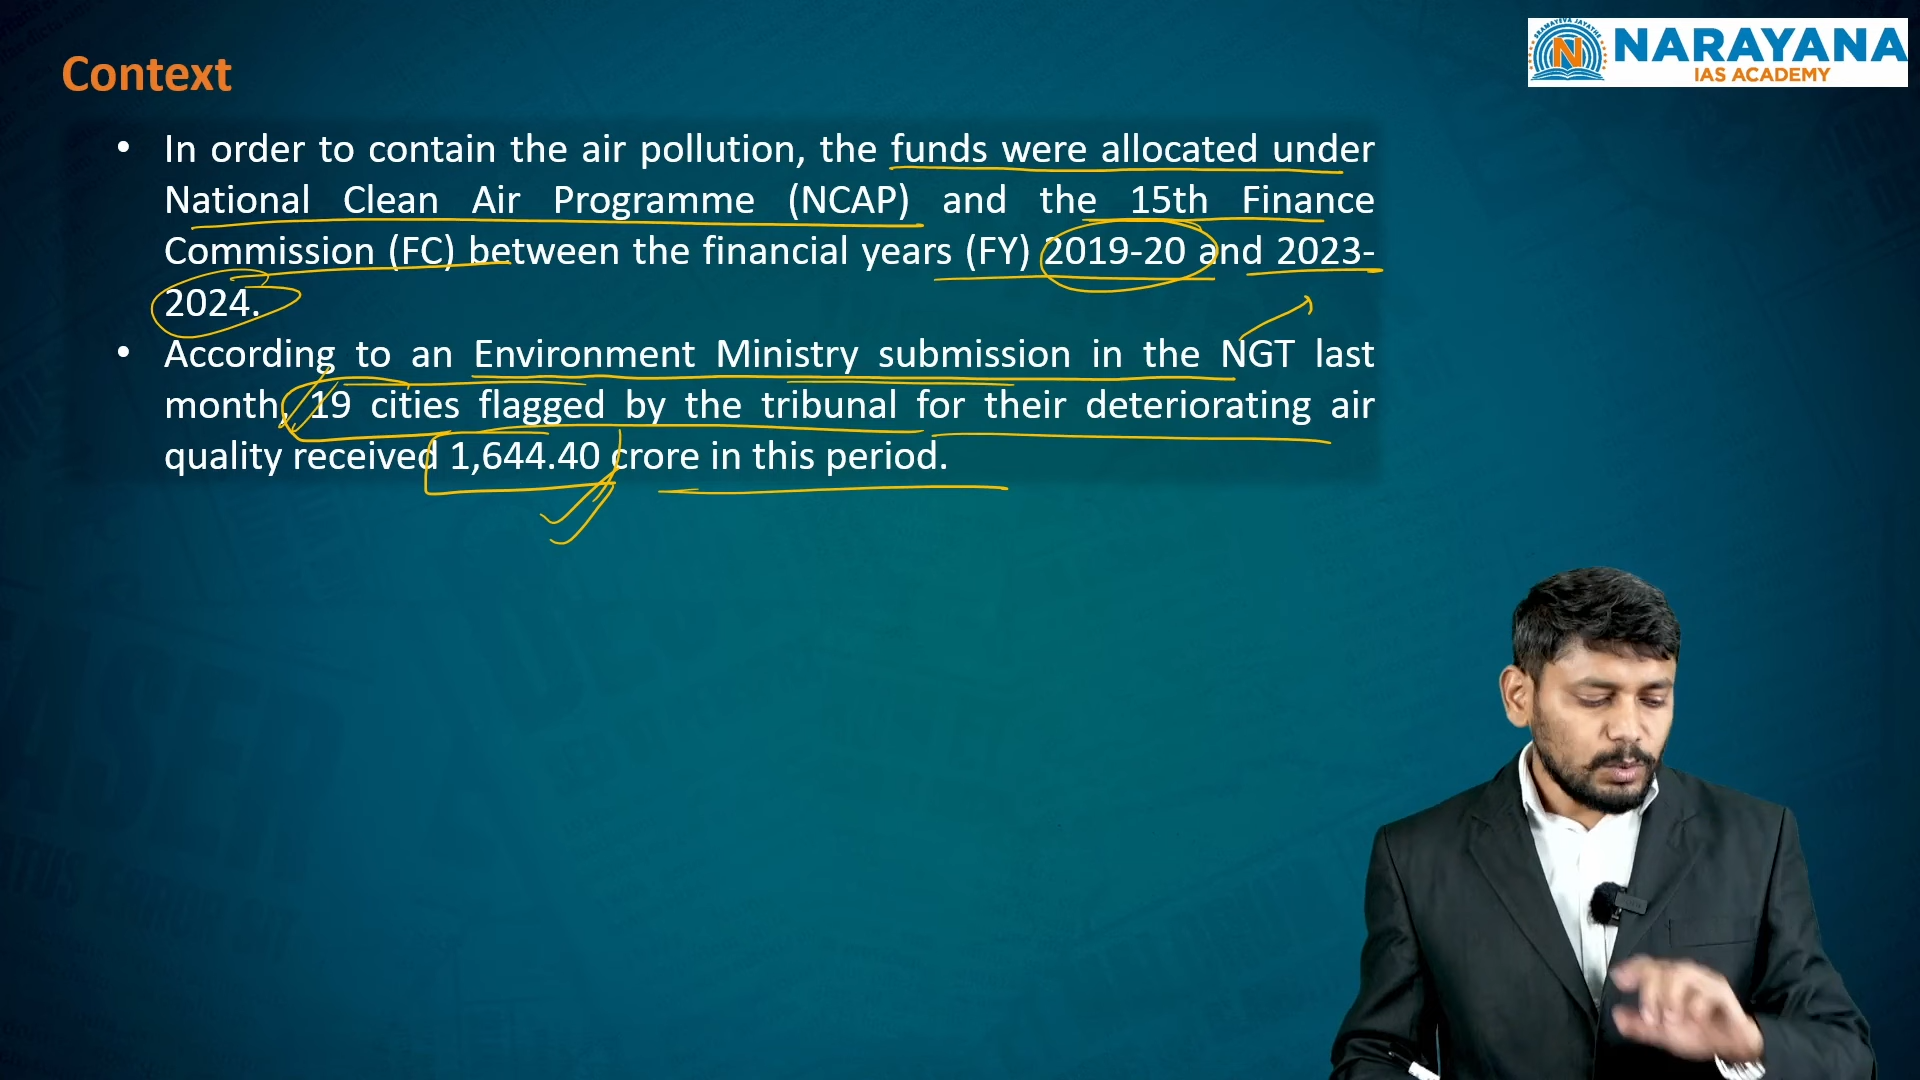 Context
NARAYANA
IAS ACADEMY
• In order to contain the air pollution, the funds were allocated under
National Clean Air Programme (NCAP) and the 15th Finance
Commission (FC) between the financial years (FY) 2019-20 and 2023-
2024.
• According to an Environment Ministry submission in the NGT last
month, 19 cities flagged by the tribunal for their deteriorating air
quality received 1,644.40 crore in this period.